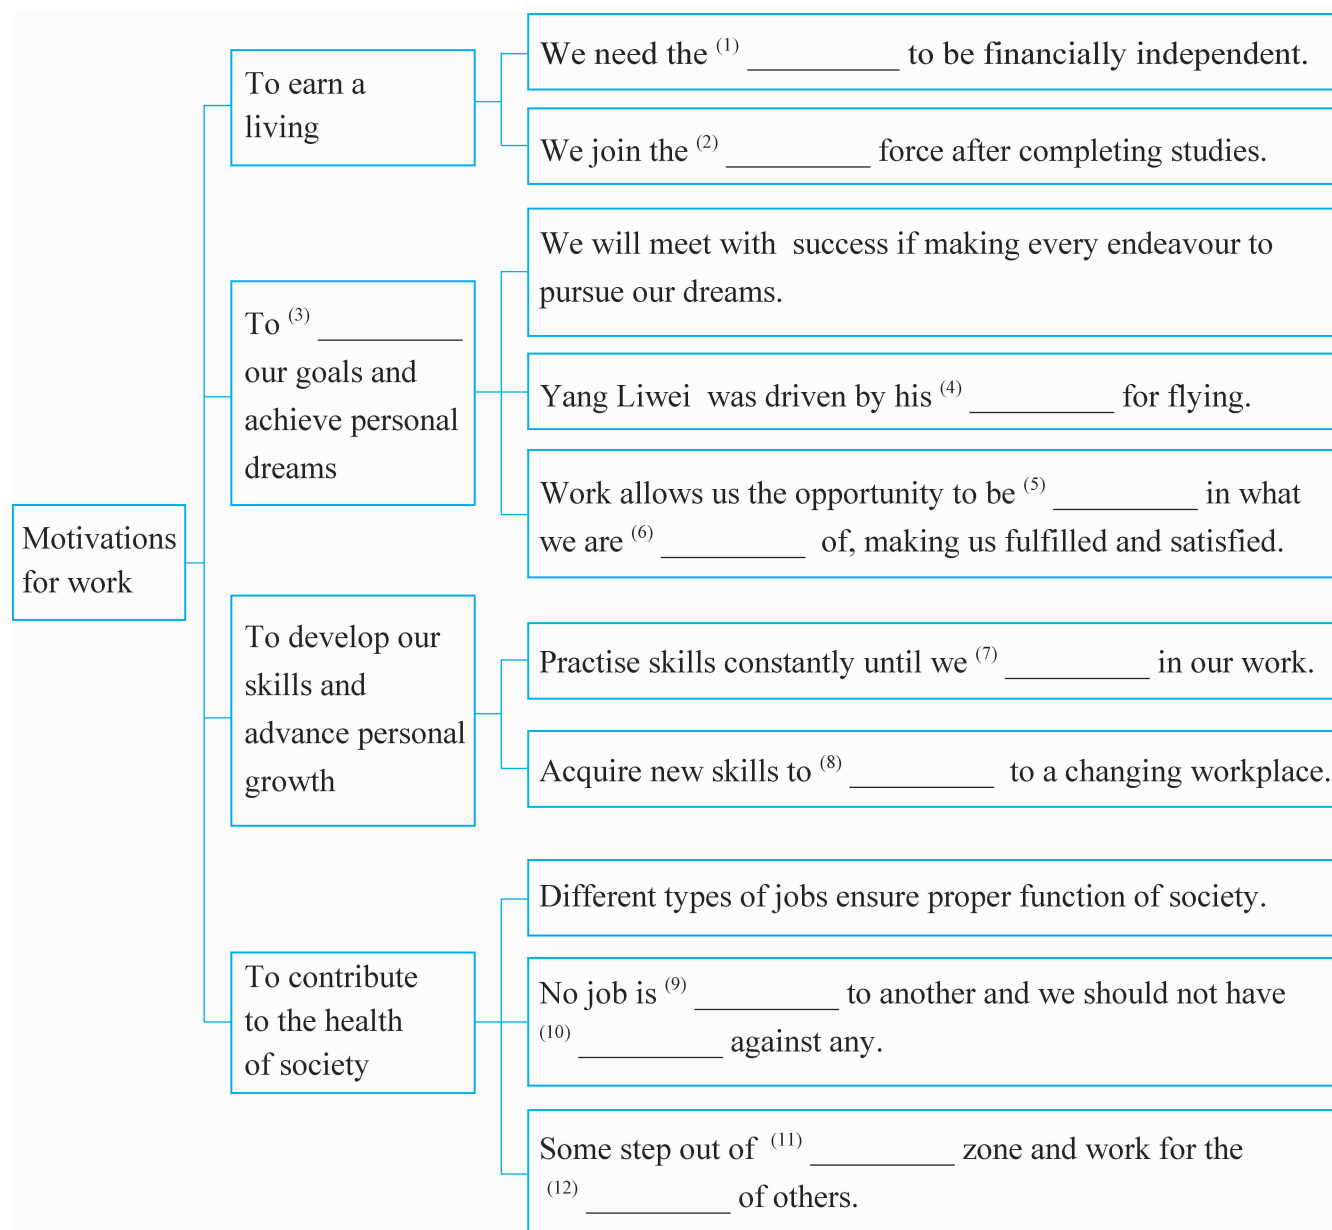 Motivations
for work
To earn a
living
We need the (1) __________ to be financially independent.
We join the (2) __________ force after completing studies.
To (3) __________
our goals and
achieve personal
dreams
We will meet with success if making every endeavour to
pursue our dreams.
Yang Liwei was driven by his (4) __________ for flying.
Work allows us the opportunity to be (5) __________ in what
we are (6) __________ of, making us fulfilled and satisfied.
To develop our
skills and
advance personal
growth
Practise skills constantly until we (7) __________ in our work.
Acquire new skills to (8) __________ to a changing workplace.
To contribute
to the health
of society
Different types of jobs ensure proper function of society.
No job is (9) __________ to another and we should not have
(10) __________ against any.
Some step out of (11) __________ zone and work for the
(12) __________ of others.